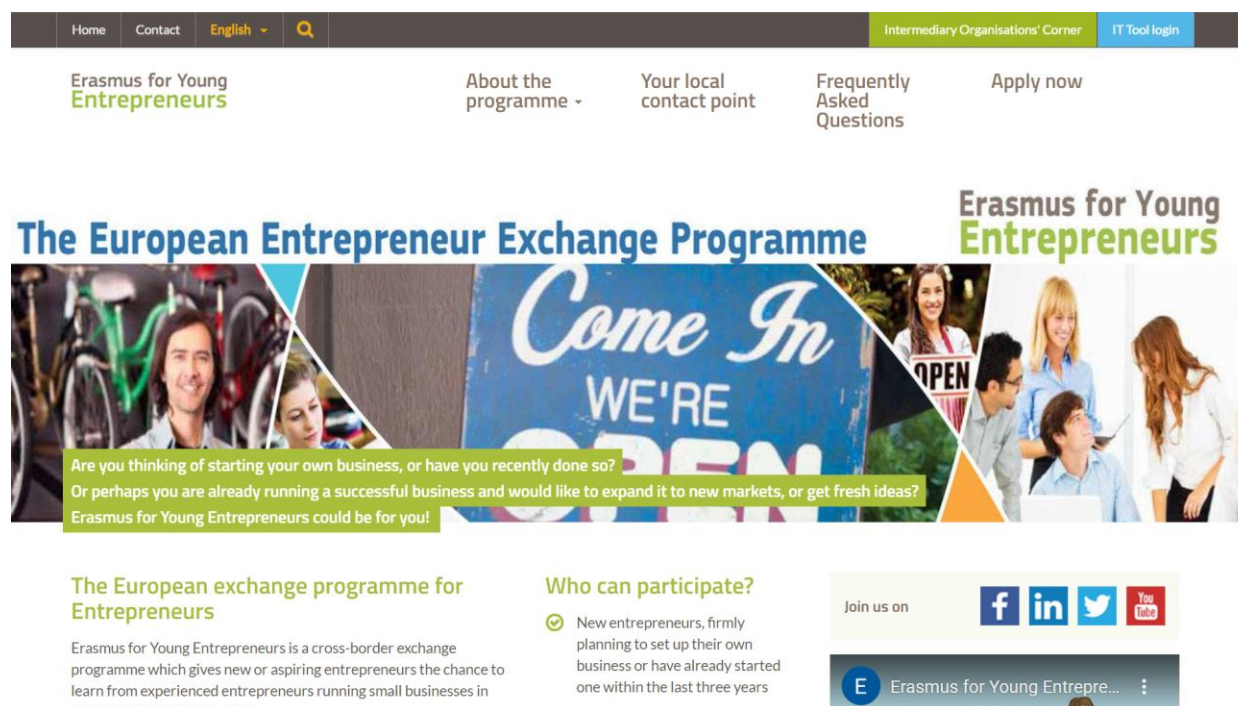 Home
Contact
English
Intermediary Organisations' Corner
IT Tool login
Erasmus for Young
Entrepreneurs
About the
programme
Your local
contact point
Frequently
Asked
Questions
Apply now
The European Entrepreneur Exchange Programme
Erasmus for Young
Entrepreneurs
Come In
WE'RE
OPEN
OPEN
Are you thinking of starting your own business, or have you recently done so?
Or perhaps you are already running a successful business and would like to expand it to new markets, or get fresh ideas?
Erasmus for Young Entrepreneurs could be for you!
The European exchange programme for
Entrepreneurs
Erasmus for Young Entrepreneurs is a cross-border exchange
programme which gives new or aspiring entrepreneurs the chance to
learn from experienced entrepreneurs running small businesses in
Who can participate?
New entrepreneurs, firmly
planning to set up their own
business or have already started
one within the last three years
Join us on
f
in
You
Tube
E
Erasmus for Young Entrepre...